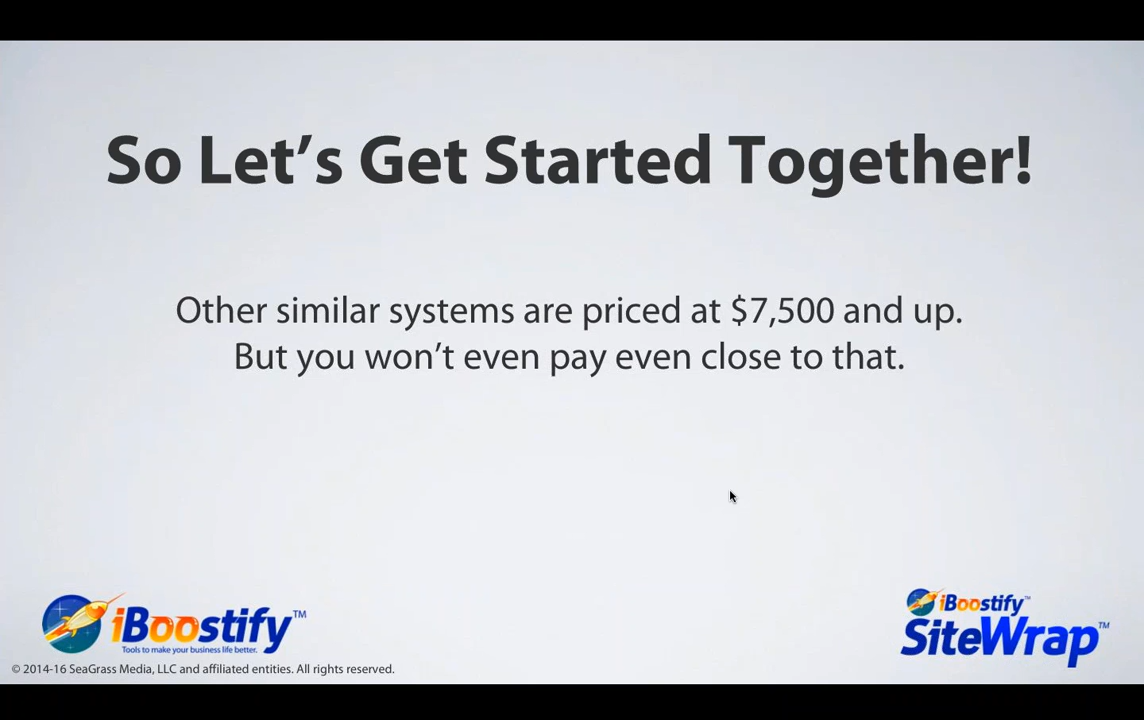 So Let's Get Started Together!
Other similar systems are priced at $7,500 and up.
But you won't even pay even close to that.
iBoostify™
Tools to make your business life better.
iBoostify™
SiteWrap™
© 2014-16 SeaGrass Media, LLC and affiliated entities. All rights reserved.